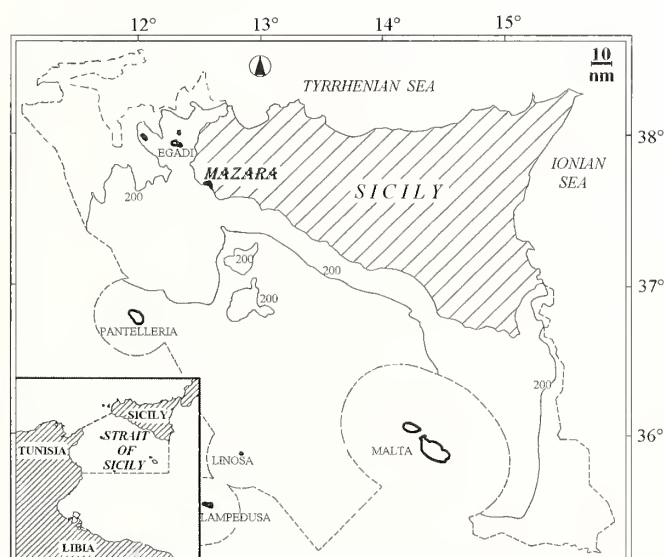 12° 13° 14° 15°
10
nm
TYRRHENIAN SEA
38°
EGADI
MAZARA
IONIAN
SEA
SICILY
200
200
200
200
37°
PANTELLERIA
200
SICILY
STRAIT
OF
SICILY
TUNISIA
LINOSA
MALTA
36°
LAMPEDUSA
LIBIA